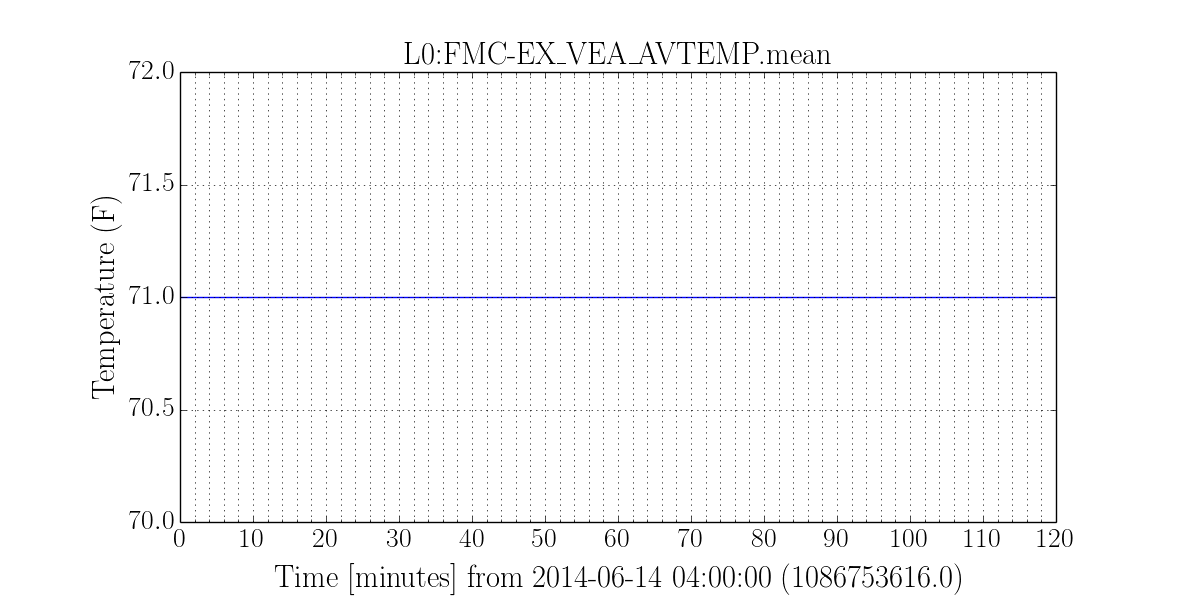 L0:FMC-EX_VEA_AVTEMP.mean
72.0
71.5
71.0
70.5
70.0
Temperature (F)
0 10 20 30 40 50 60 70 80 90 100 110 120
Time [minutes] from 2014-06-14 04:00:00 (1086753616.0)